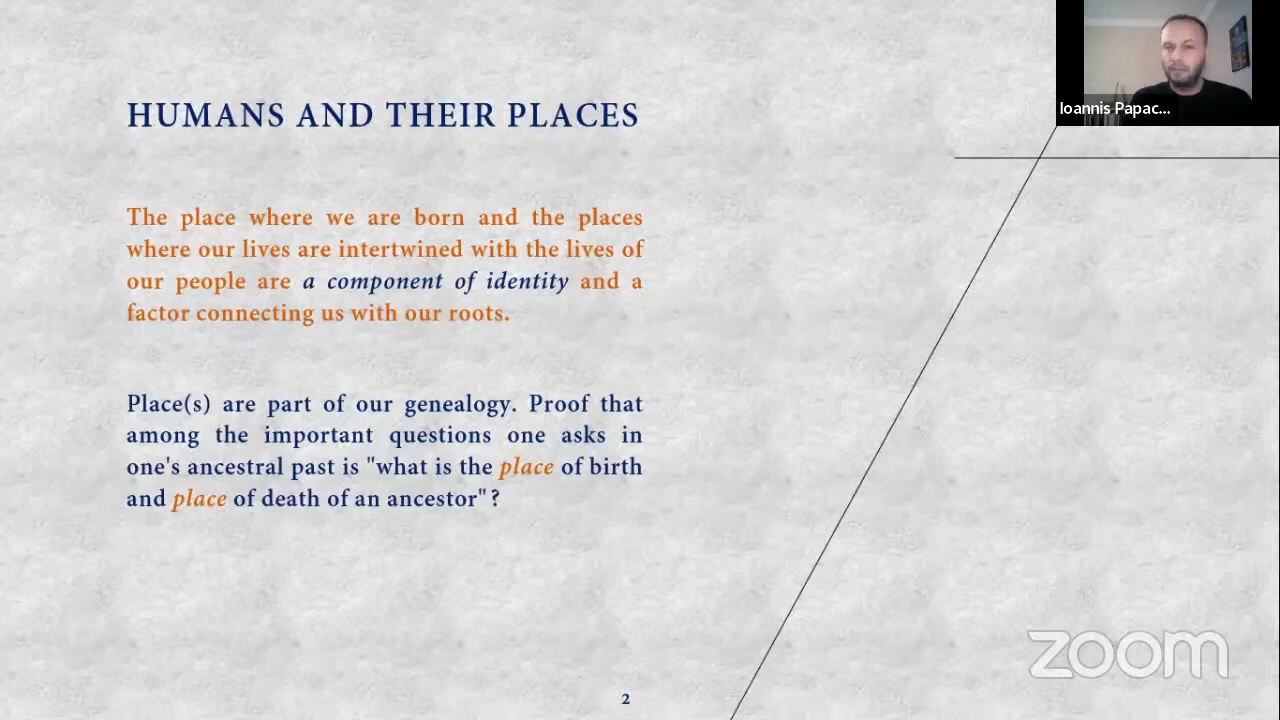 HUMANS AND THEIR PLACES
Ioannis Papac...
The place where we are born and the places
where our lives are intertwined with the lives of
our people are a component of identity and a
factor connecting us with our roots.
Place(s) are part of our genealogy. Proof that
among the important questions one asks in
one's ancestral past is "what is the place of birth
and place of death of an ancestor"?
zoom
2